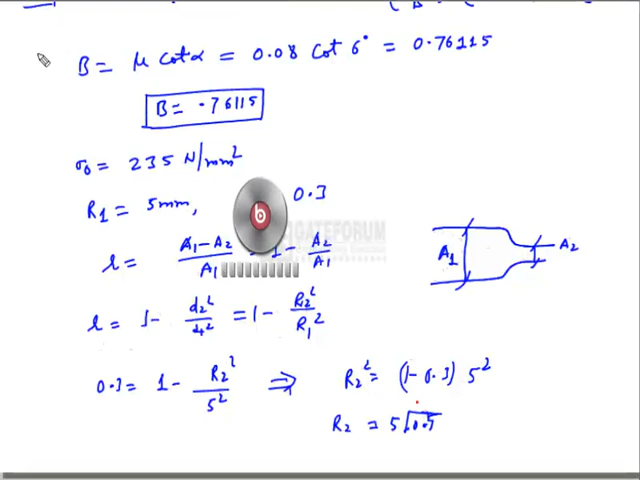 B = μ cot α = 0.08 cot 6° = 0.76115
B = .76115
σ₀ = 235 N/mm²
R₁ = 5mm, 0.3
GATEFORUM
r = A₁-A₂/A₁ = 1 - A₂/A₁
A₁ A₂
r = 1 - d₂²/d₁² = 1 - R₂²/R₁²
0.3 = 1 - R₂²/5² ⇒ R₂² = (1-0.3) 5²
R₂ = 5√0.7